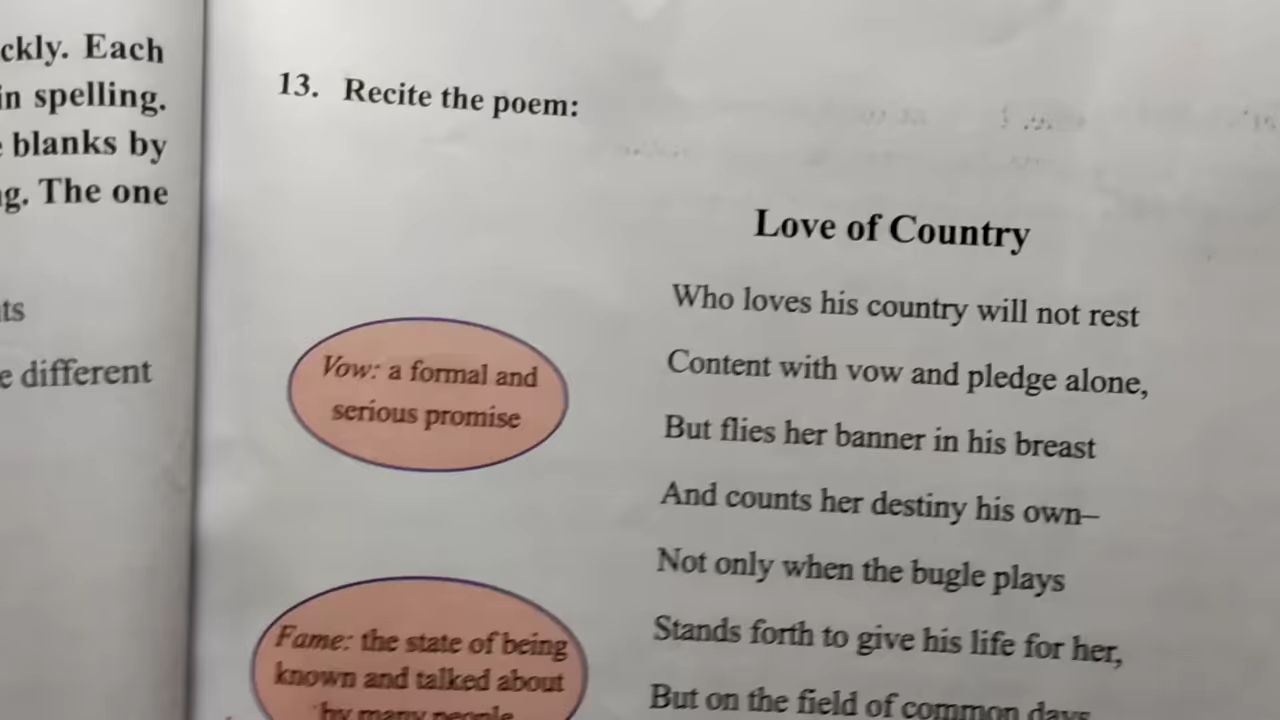 ckly. Each
in spelling.
blanks by
g. The one
ts
e different
13. Recite the poem:
Love of Country
Who loves his country will not rest
Content with vow and pledge alone,
But flies her banner in his breast
And counts her destiny his own–
Not only when the bugle plays
Stands forth to give his life for her,
But on the field of common days
Vow: a formal and
serious promise
Fame: the state of being
known and talked about
by many people